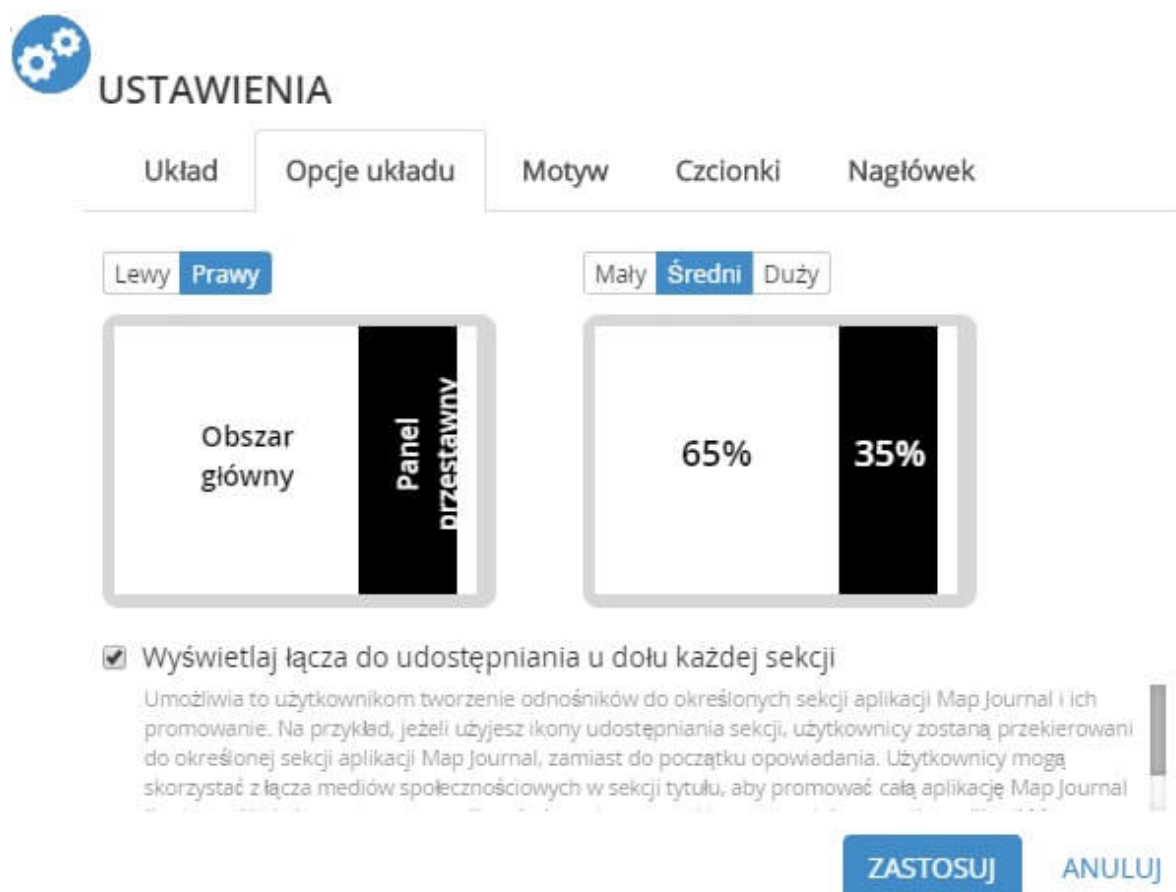 USTAWIENIA
Układ Opcje układu Motyw Czcionki Nagłówek
Lewy Prawy
Mały Średni Duży
Obszar
główny
Panel
przestawny
65%
35%
Wyświetlaj łącza do udostępniania u dołu każdej sekcji
Umożliwia to użytkownikom tworzenie odnośników do określonych sekcji aplikacji Map Journal i ich
promowanie. Na przykład, jeżeli użyjesz ikony udostępniania sekcji, użytkownicy zostaną przekierowani
do określonej sekcji aplikacji Map Journal, zamiast do początku opowiadania. Użytkownicy mogą
skorzystać z łącza mediów społecznościowych w sekcji tytułu, aby promować całą aplikację Map Journal
ZASTOSUJ
ANULUJ